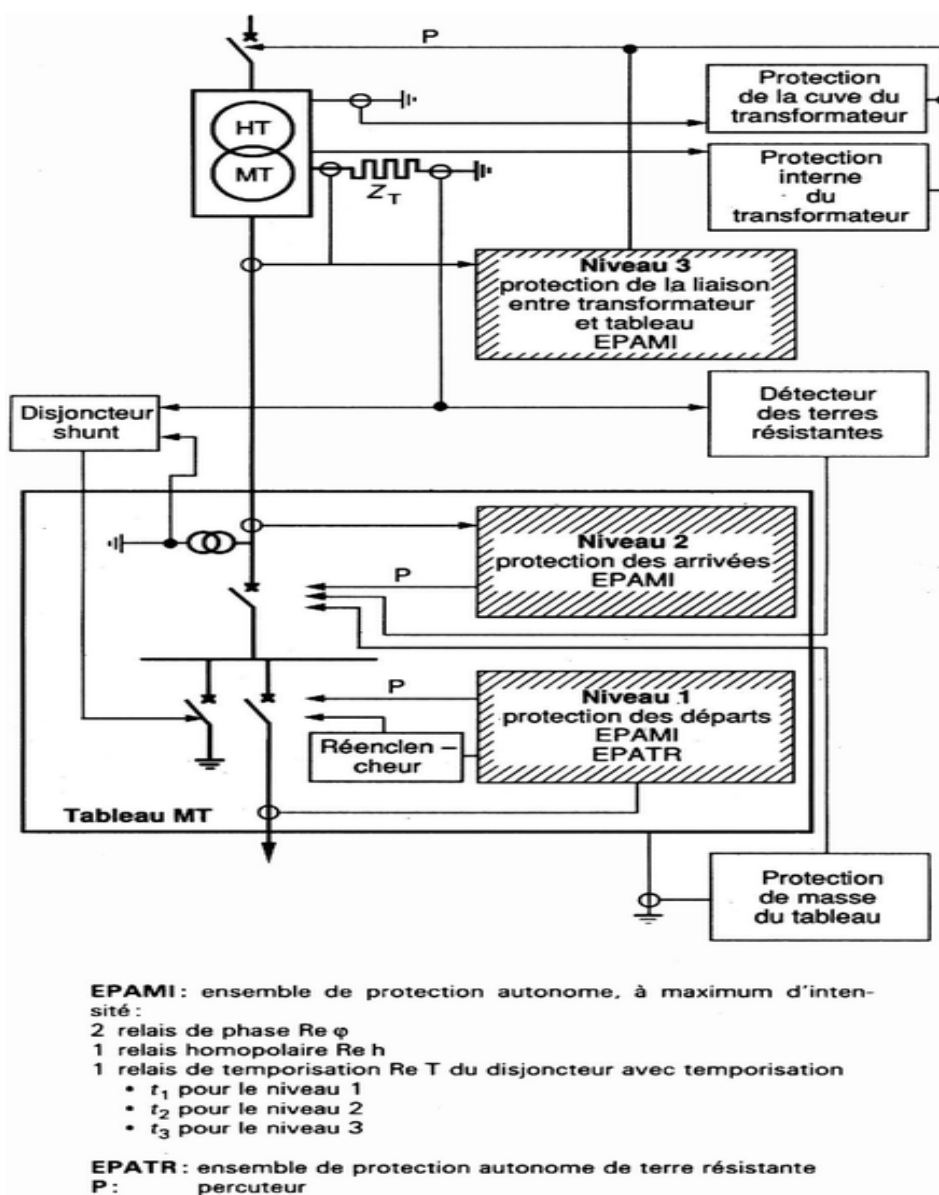 P
Protection
de la cuve du
transformateur
HT
MT
Z_T
Protection
interne
du
transformateur
Niveau 3
protection de la liaison
entre transformateur
et tableau
EPAMI
Disjoncteur
shunt
Détecteur
des terres
résistantes
Niveau 2
protection des arrivées
EPAMI
P
P
Niveau 1
protection des départs
EPAMI
EPATR
Réenclen –
cheur
Tableau MT
Protection
de masse
du tableau
EPAMI : ensemble de protection autonome, à maximum d'inten-
sité :
2 relais de phase Re φ
1 relais homopolaire Re h
1 relais de temporisation Re T du disjoncteur avec temporisation
• t₁ pour le niveau 1
• t₂ pour le niveau 2
• t₃ pour le niveau 3
EPATR : ensemble de protection autonome de terre résistante
P : percuteur